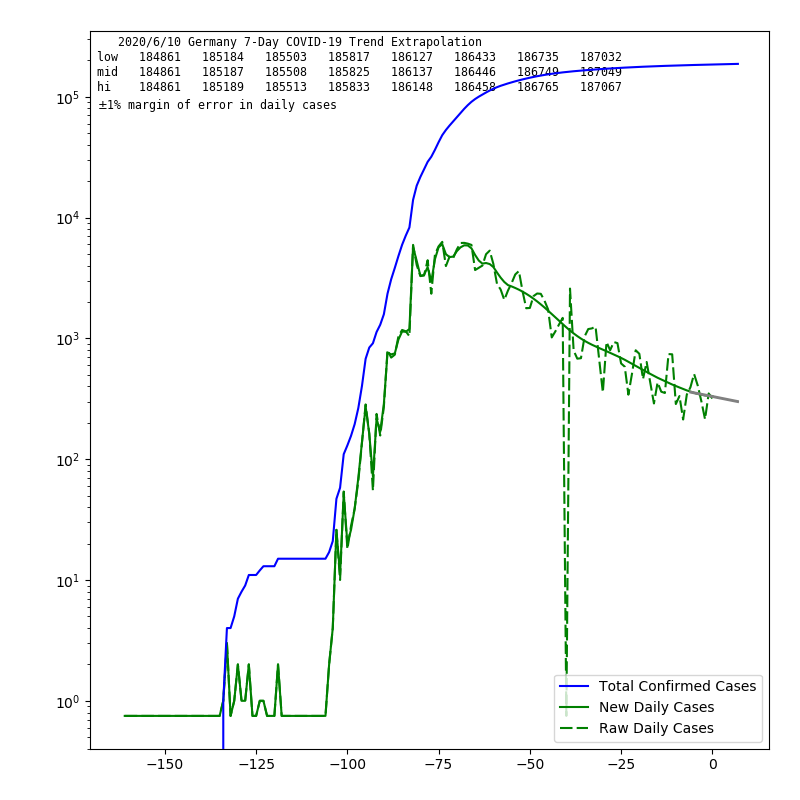 2020/6/10 Germany 7-Day COVID-19 Trend Extrapolation
low 184861 185184 185503 185817 186127 186433 186735 187032
mid 184861 185187 185508 185825 186137 186446 186749 187049
hi 184861 185189 185513 185833 186148 186458 186765 187067
±1% margin of error in daily cases
10⁵
10⁴
10³
10²
10¹
10⁰
Total Confirmed Cases
New Daily Cases
Raw Daily Cases
−150 −125 −100 −75 −50 −25 0